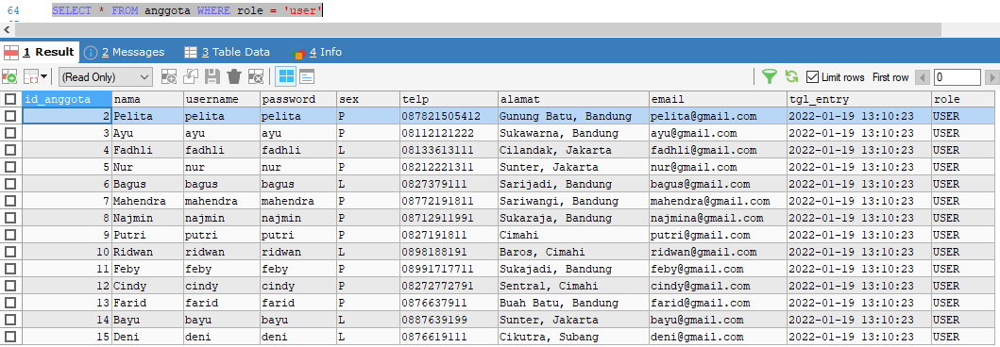 64 SELECT * FROM anggota WHERE role = 'user'
1 Result 2 Messages 3 Table Data 4 Info
(Read Only) Limit rows First row 0
id_anggota nama username password sex telp alamat email tgl_entry role
2 Pelita pelita pelita P 087821505412 Gunung Batu, Bandung pelita@gmail.com 2022-01-19 13:10:23 USER
3 Ayu ayu ayu P 08112121222 Sukawarna, Bandung ayu@gmail.com 2022-01-19 13:10:23 USER
4 Fadhli fadhli fadhli L 08133613111 Cilandak, Jakarta fadhli@gmail.com 2022-01-19 13:10:23 USER
5 Nur nur nur P 08212221311 Sunter, Jakarta nur@gmail.com 2022-01-19 13:10:23 USER
6 Bagus bagus bagus L 0827379111 Sarijadi, Bandung bagus@gmail.com 2022-01-19 13:10:23 USER
7 Mahendra mahendra mahendra P 08772191811 Sariwangi, Bandung mahendra@gmail.com 2022-01-19 13:10:23 USER
8 Najmin najmin najmin P 08712911991 Sukaraja, Bandung najmina@gmail.com 2022-01-19 13:10:23 USER
9 Putri putri putri P 0827191811 Cimahi putri@gmail.com 2022-01-19 13:10:23 USER
10 Ridwan ridwan ridwan L 0898188191 Baros, Cimahi ridwan@gmail.com 2022-01-19 13:10:23 USER
11 Feby feby feby P 08991717711 Sukajadi, Bandung feby@gmail.com 2022-01-19 13:10:23 USER
12 Cindy cindy cindy P 08272772791 Sentral, Cimahi cindy@gmail.com 2022-01-19 13:10:23 USER
13 Farid farid farid P 0876637911 Buah Batu, Bandung farid@gmail.com 2022-01-19 13:10:23 USER
14 Bayu bayu bayu L 0887639199 Sunter, Jakarta bayu@gmail.com 2022-01-19 13:10:23 USER
15 Deni deni deni L 0876619111 Cikutra, Subang deni@gmail.com 2022-01-19 13:10:23 USER